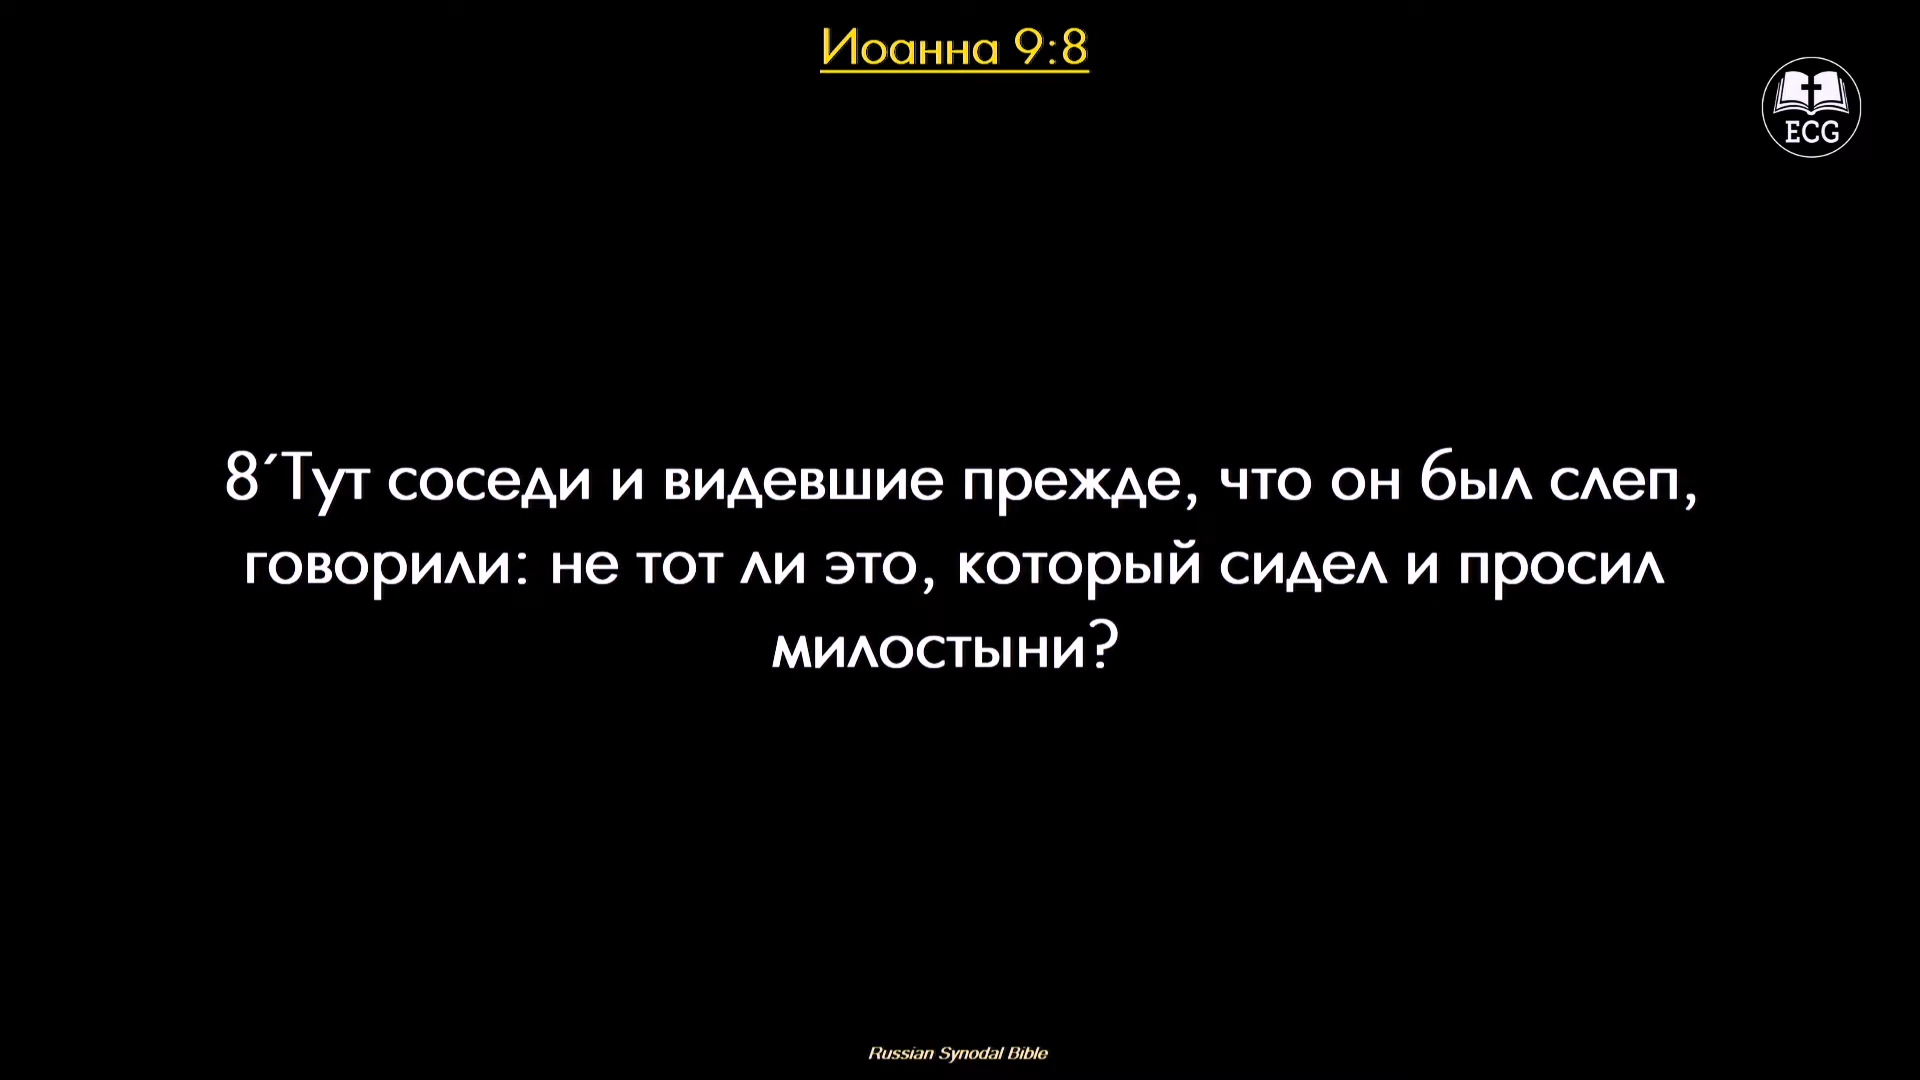 Иоанна 9:8
ECG
8´Тут соседи и видевшие прежде, что он был слеп,
говорили: не тот ли это, который сидел и просил
милостыни?
Russian Synodal Bible